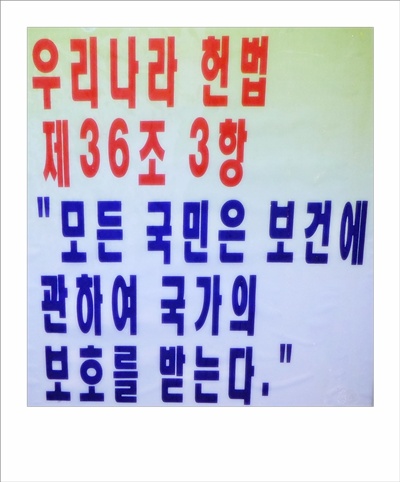 우리나라 헌법
제36조 3항
"모든 국민은 보건에
관하여 국가의
보호를 받는다."